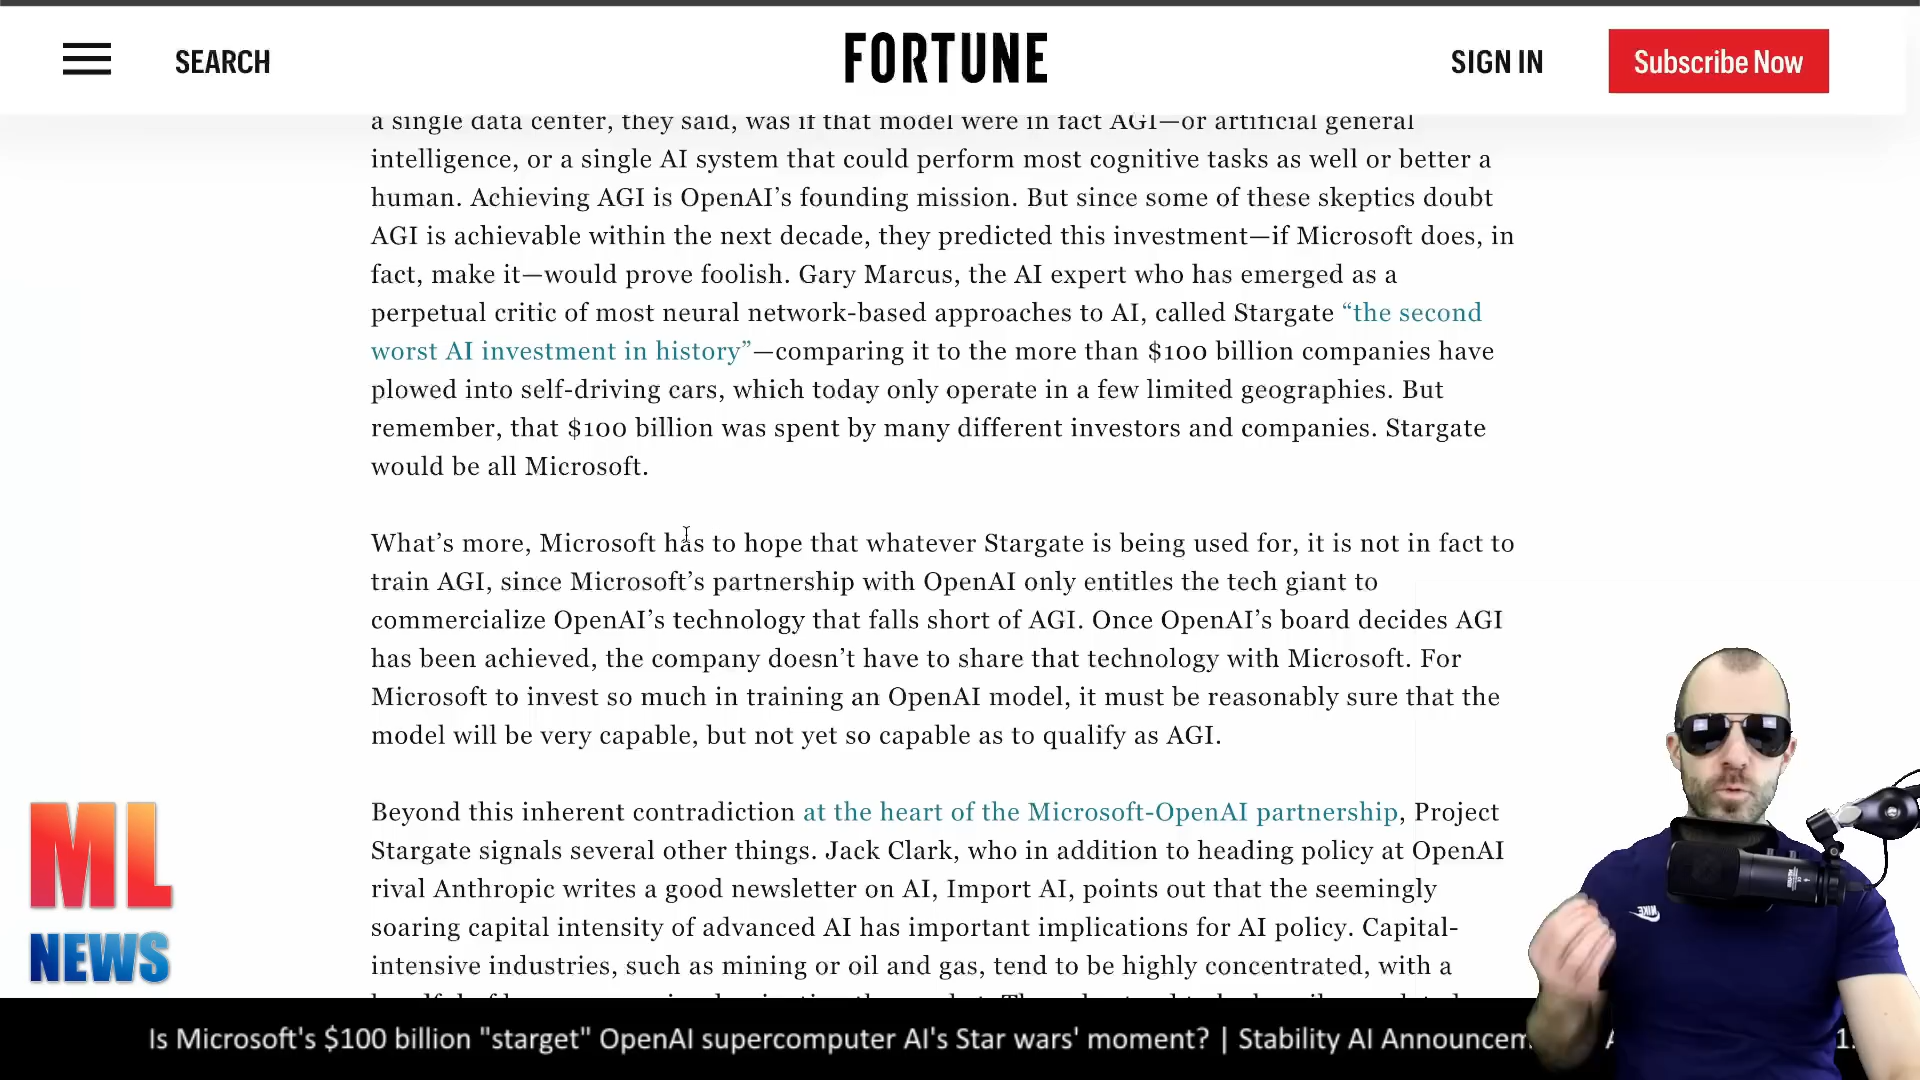 SEARCH
FORTUNE
SIGN IN
Subscribe Now
a single data center, they said, was if that model were in fact AGI—or artificial general
intelligence, or a single AI system that could perform most cognitive tasks as well or better a
human. Achieving AGI is OpenAI’s founding mission. But since some of these skeptics doubt
AGI is achievable within the next decade, they predicted this investment—if Microsoft does, in
fact, make it—would prove foolish. Gary Marcus, the AI expert who has emerged as a
perpetual critic of most neural network-based approaches to AI, called Stargate “the second
worst AI investment in history”—comparing it to the more than $100 billion companies have
plowed into self-driving cars, which today only operate in a few limited geographies. But
remember, that $100 billion was spent by many different investors and companies. Stargate
would be all Microsoft.
What’s more, Microsoft has to hope that whatever Stargate is being used for, it is not in fact to
train AGI, since Microsoft’s partnership with OpenAI only entitles the tech giant to
commercialize OpenAI’s technology that falls short of AGI. Once OpenAI’s board decides AGI
has been achieved, the company doesn’t have to share that technology with Microsoft. For
Microsoft to invest so much in training an OpenAI model, it must be reasonably sure that the
model will be very capable, but not yet so capable as to qualify as AGI.
Beyond this inherent contradiction at the heart of the Microsoft-OpenAI partnership, Project
Stargate signals several other things. Jack Clark, who in addition to heading policy at OpenAI
rival Anthropic writes a good newsletter on AI, Import AI, points out that the seemingly
soaring capital intensity of advanced AI has important implications for AI policy. Capital-
intensive industries, such as mining or oil and gas, tend to be highly concentrated, with a
ML
NEWS
NIKE
Is Microsoft's $100 billion "starget" OpenAI supercomputer AI's Star wars' moment? | Stability AI Announcem